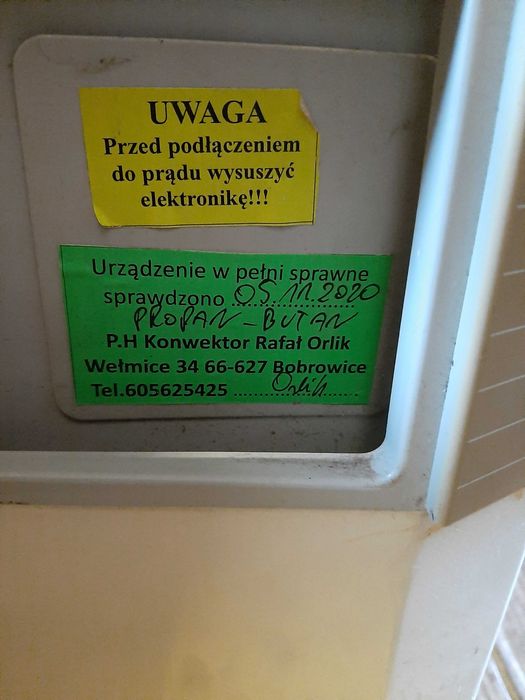 UWAGA
Przed podłączeniem
do prądu wysuszyć
elektronikę!!!
Urządzenie w pełni sprawne
sprawdzono 05.11.2020
PROPAN-BUTAN
P.H Konwektor Rafał Orlik
Wełmice 34 66-627 Bobrowice
Tel.605625425 ........ Orlik